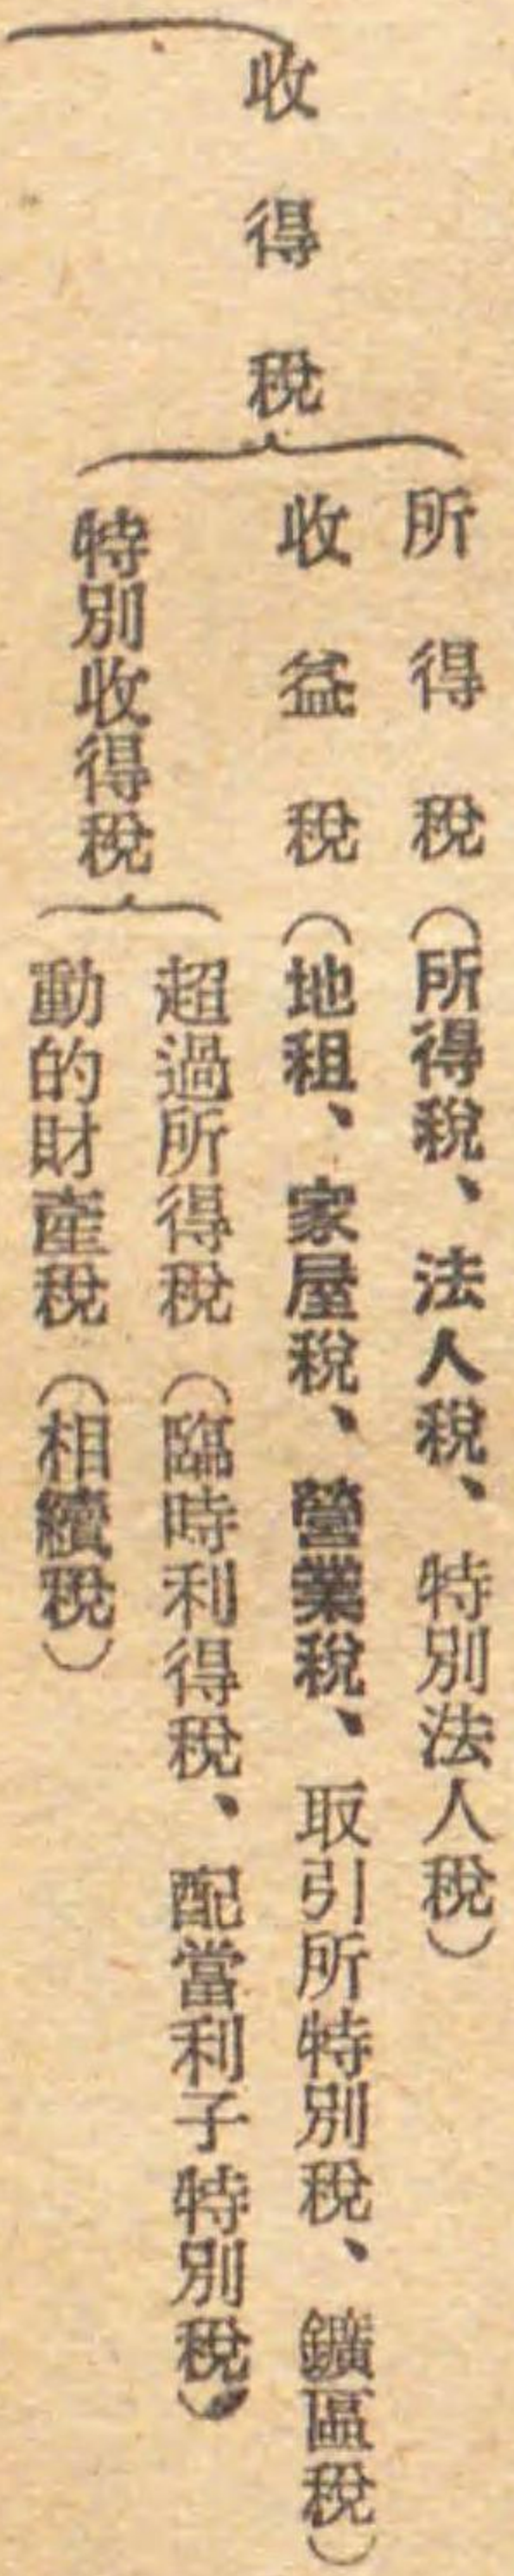 收得稅
所得稅（所得稅、法人稅、特別法人稅）
收益稅（地租、家屋稅、營業稅、取引所特別稅、鑛區稅）
特別收得稅
超過所得稅（臨時利得稅、配當利子特別稅）
動的財產稅（相續稅）